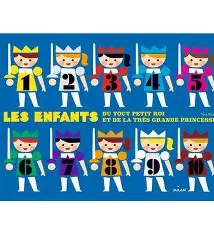 1 2 3 4 5
LES ENFANTS DU TOUT PETIT ROI
ET DE LA TRÈS GRANDE PRINCESSE
6 7 8 9 10
MILAN